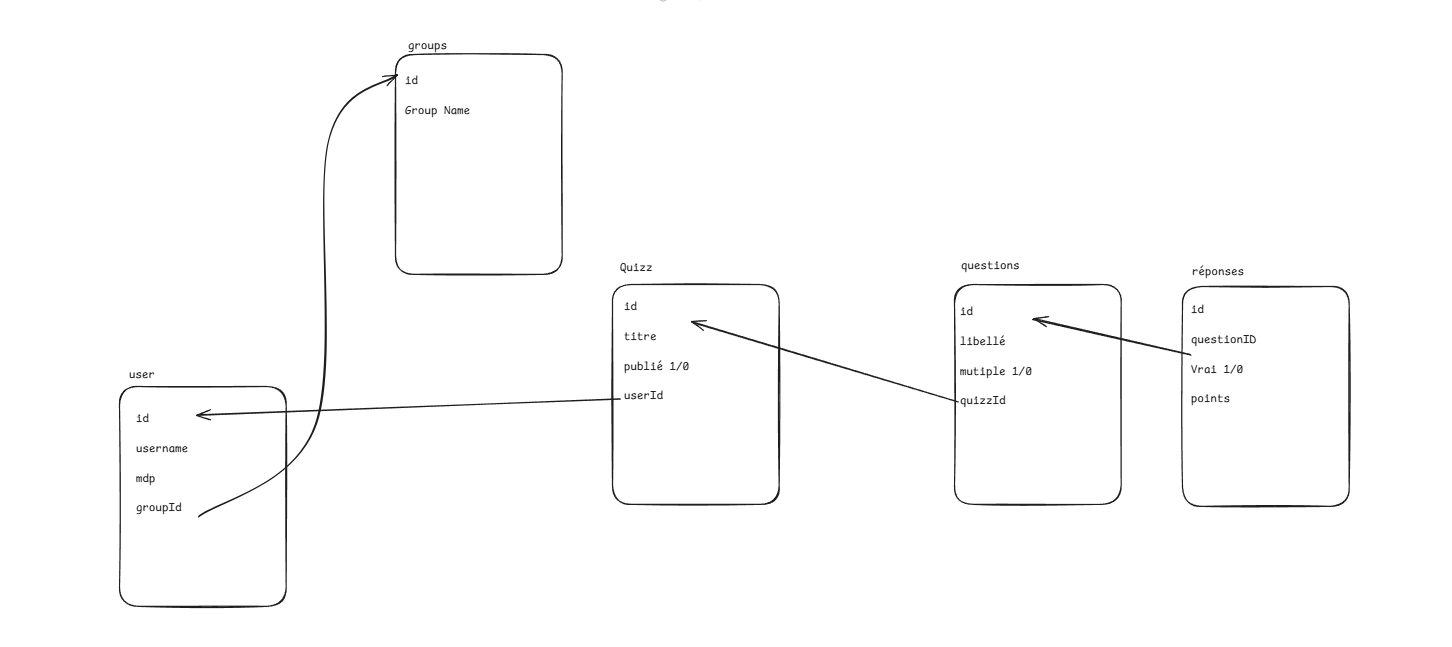 groups
id
Group Name
user
id
username
mdp
groupId
Quizz
id
titre
publié 1/0
userId
questions
id
libellé
mutiple 1/0
quizzId
réponses
id
questionID
Vrai 1/0
points